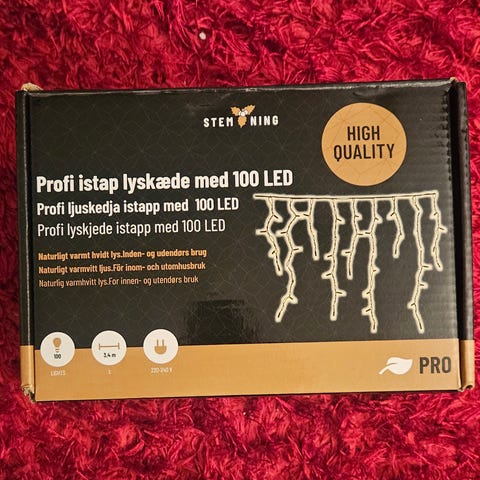 STEMNING
HIGH
QUALITY
Profi istap lyskæde med 100 LED
Profi ljuskedja istapp med 100 LED
Profi lyskjede istapp med 100 LED
Naturligt varmt hvidt lys.Inden- og udendørs brug
Naturligt varmvitt ljus.För inom- och utomhusbruk
Naturlig varmhvitt lys.For innen- og utendørs bruk
100
3,4 m
LIGHTS
L
220-240 V
PRO